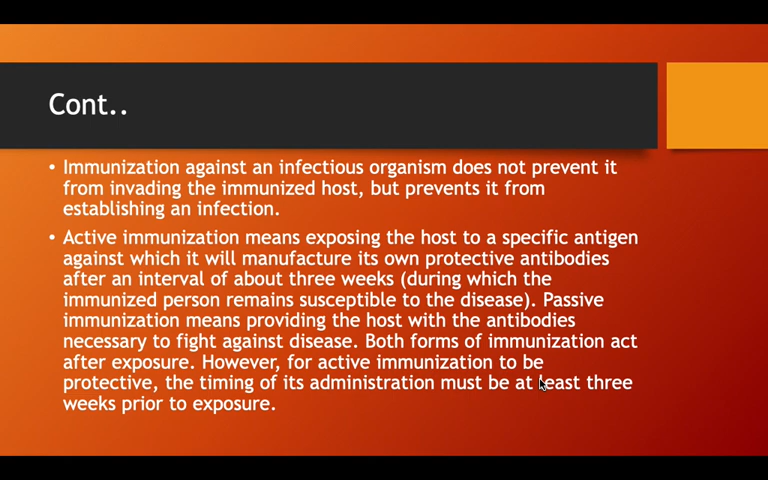 Cont..
• Immunization against an infectious organism does not prevent it
from invading the immunized host, but prevents it from
establishing an infection.
• Active immunization means exposing the host to a specific antigen
against which it will manufacture its own protective antibodies
after an interval of about three weeks (during which the
immunized person remains susceptible to the disease). Passive
immunization means providing the host with the antibodies
necessary to fight against disease. Both forms of immunization act
after exposure. However, for active immunization to be
protective, the timing of its administration must be at least three
weeks prior to exposure.